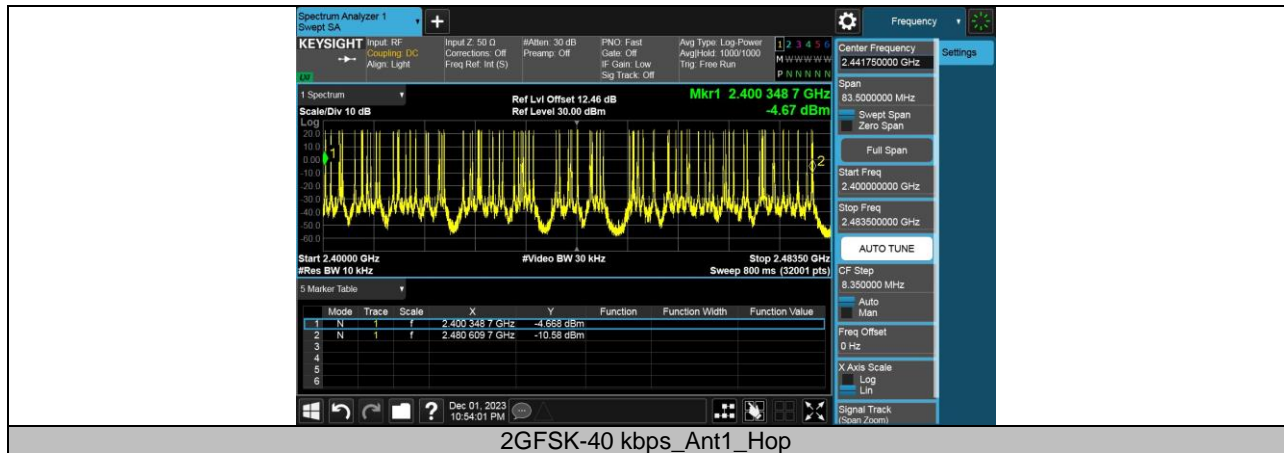 Spectrum Analyzer 1
Swept SA
+
Frequency
KEYSIGHT
Input: RF
Coupling: DC
Align: Light
Input Z: 50 Ω
Corrections: Off
Freq Ref: Int (S)
#Atten: 30 dB
Preamp: Off
PNO: Fast
Gate: Off
IF Gain: Low
Sig Track: Off
Avg Type: Log-Power
Avg|Hold: 1000/1000
Trig: Free Run
1 2 3 4 5 6
M W W W W W
P N N N N N
LXI
1 Spectrum
Scale/Div 10 dB
Ref Lvl Offset 12.46 dB
Ref Level 30.00 dBm
Mkr1 2.400 348 7 GHz
-4.67 dBm
Log
20.0
10.0
0.00
-10.0
-20.0
-30.0
-40.0
-50.0
-60.0
1
2
Start 2.40000 GHz
#Res BW 10 kHz
#Video BW 30 kHz
Stop 2.48350 GHz
Sweep 800 ms (32001 pts)
5 Marker Table
Mode Trace Scale X Y Function Function Width Function Value
1 N 1 f 2.400 348 7 GHz -4.668 dBm
2 N 1 f 2.480 609 7 GHz -10.58 dBm
3
4
5
6
Center Frequency
2.441750000 GHz
Settings
Span
83.5000000 MHz
Swept Span
Zero Span
Full Span
Start Freq
2.400000000 GHz
Stop Freq
2.483500000 GHz
AUTO TUNE
CF Step
8.350000 MHz
Auto
Man
Freq Offset
0 Hz
X Axis Scale
Log
Lin
Signal Track
(Span Zoom)
?
Dec 01, 2023
10:54:01 PM
2GFSK-40 kbps_Ant1_Hop